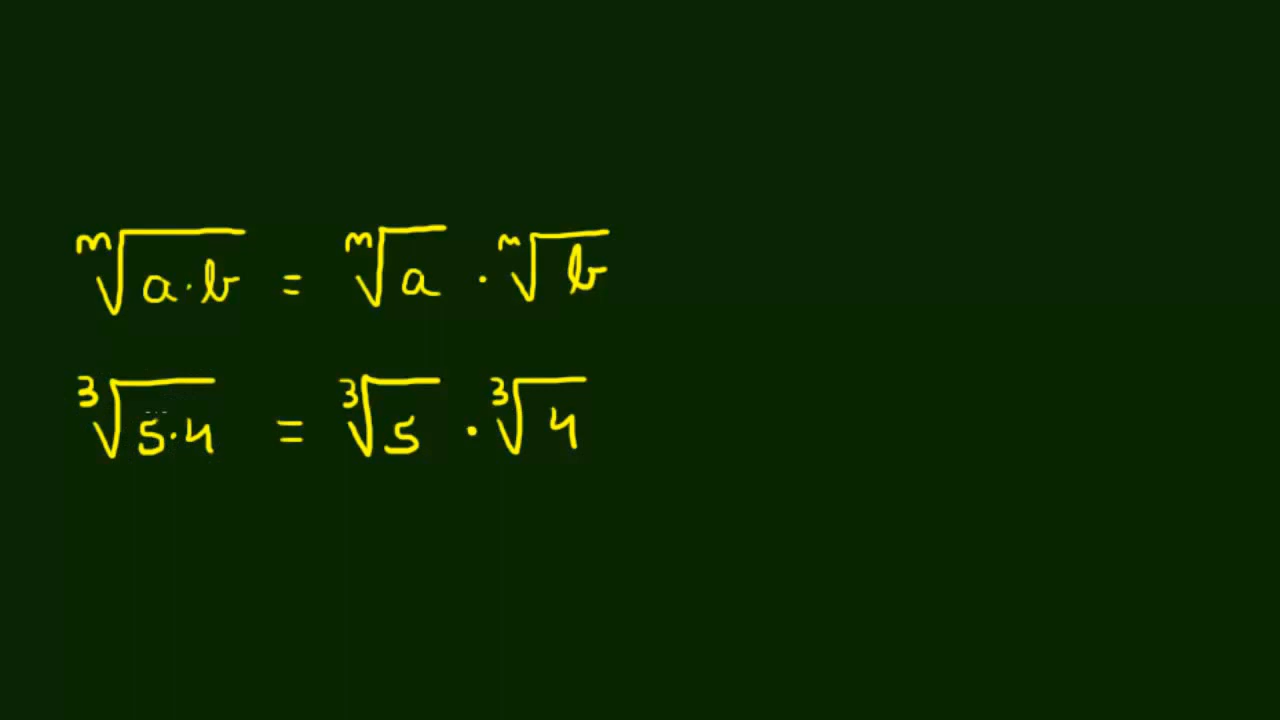 ᵐ√(a·b) = ᵐ√a · ᵐ√b
³√(5·4) = ³√5 · ³√4